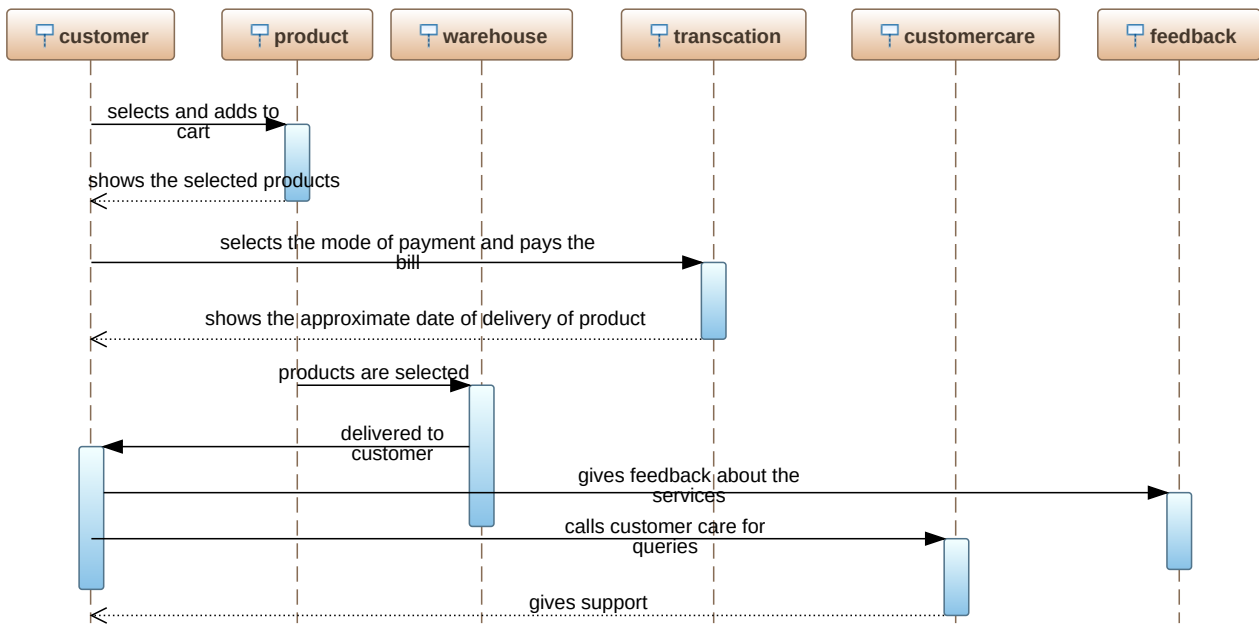 customer
product
warehouse
transcation
customercare
feedback
selects and adds to
cart
shows the selected products
selects the mode of payment and pays the
bill
shows the approximate date of delivery of product
products are selected
delivered to
customer
gives feedback about the
services
calls customer care for
queries
gives support